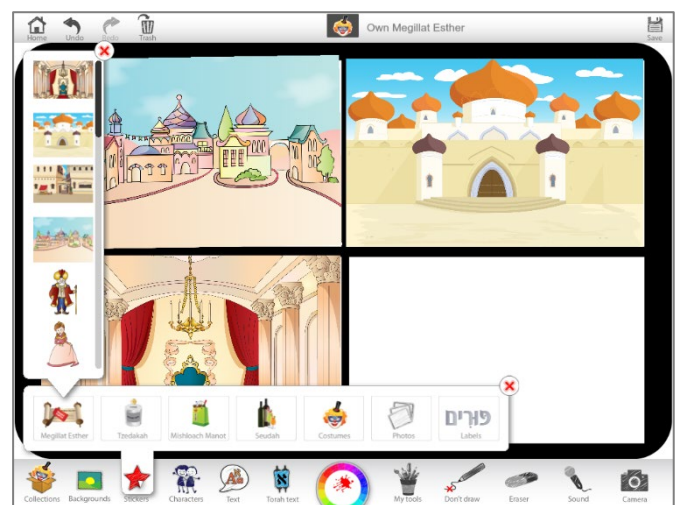 Home
Undo
Redo
Trash
Own Megillat Esther
Save
Megillat Esther
Tzedakah
Mishloach Manot
Seudah
Costumes
Photos
פורים
Labels
Collections
Backgrounds
Stickers
Characters
Text
Torah text
My tools
Don't draw
Eraser
Sound
Camera